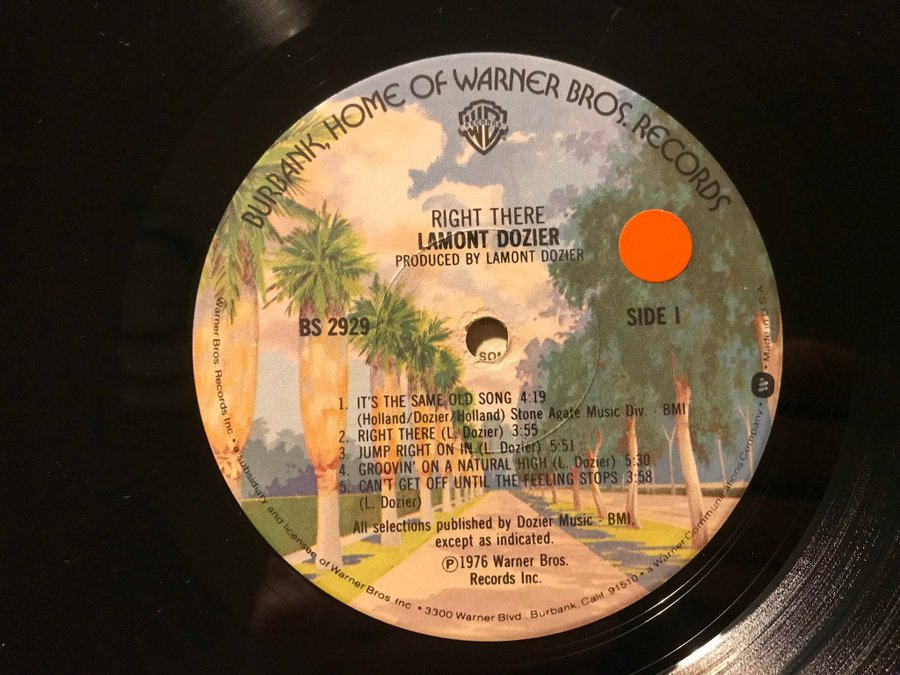 BURBANK, HOME OF WARNER BROS. RECORDS
RECORDS
RIGHT THERE
LAMONT DOZIER
PRODUCED BY LAMONT DOZIER
BS 2929
SIDE 1
1. IT'S THE SAME OLD SONG 4:19
(Holland/Dozier/Holland) Stone Agate Music Div. - BMI
2. RIGHT THERE (L. Dozier) 3:55
3. JUMP RIGHT ON IN (L. Dozier) 5:51
4. GROOVIN' ON A NATURAL HIGH (L. Dozier) 5:30
5. CAN'T GET OFF UNTIL THE FEELING STOPS 3:58
(L. Dozier)
All selections published by Dozier Music - BMI,
except as indicated.
℗1976 Warner Bros.
Records Inc.
Warner Bros. Records Inc. • a subsidiary and licensee of Warner Bros. Inc. • 3300 Warner Blvd., Burbank, Calif. 91510 • a Warner Communications Company • Made in U.S.A.